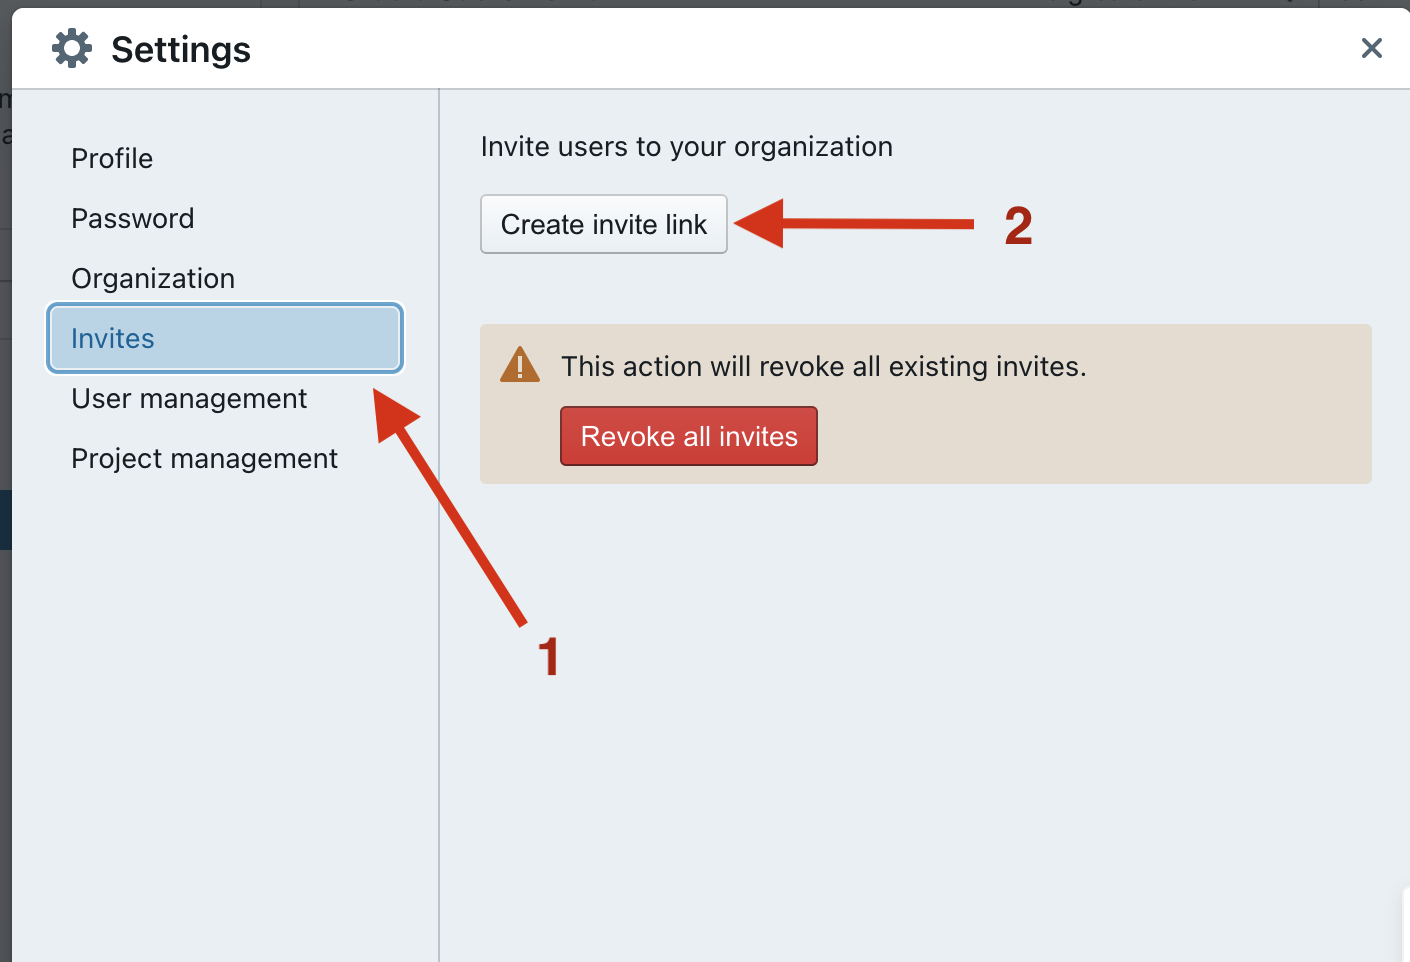 Settings
Profile
Password
Organization
Invites
User management
Project management
Invite users to your organization
Create invite link
2
This action will revoke all existing invites.
Revoke all invites
1